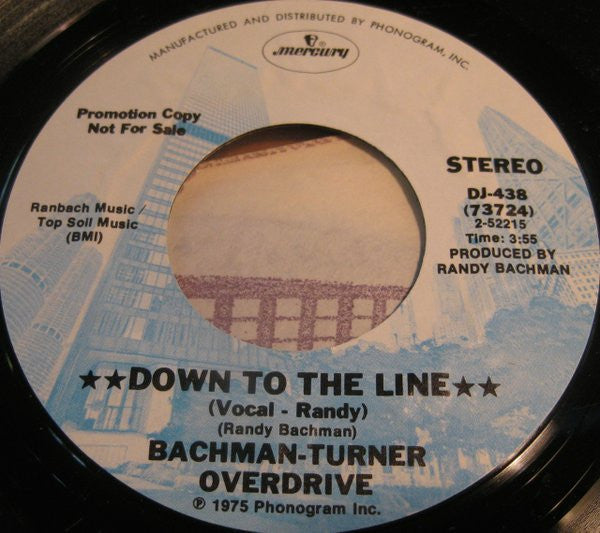 MANUFACTURED AND DISTRIBUTED BY PHONOGRAM, INC.
mercury®
Promotion Copy
Not For Sale
Ranbach Music /
Top Soil Music
(BMI)
STEREO
DJ-438
(73724)
2-52215
Time: 3:55
PRODUCED BY
RANDY BACHMAN
★★DOWN TO THE LINE★★
(Vocal - Randy)
(Randy Bachman)
BACHMAN-TURNER
OVERDRIVE
℗ 1975 Phonogram Inc.